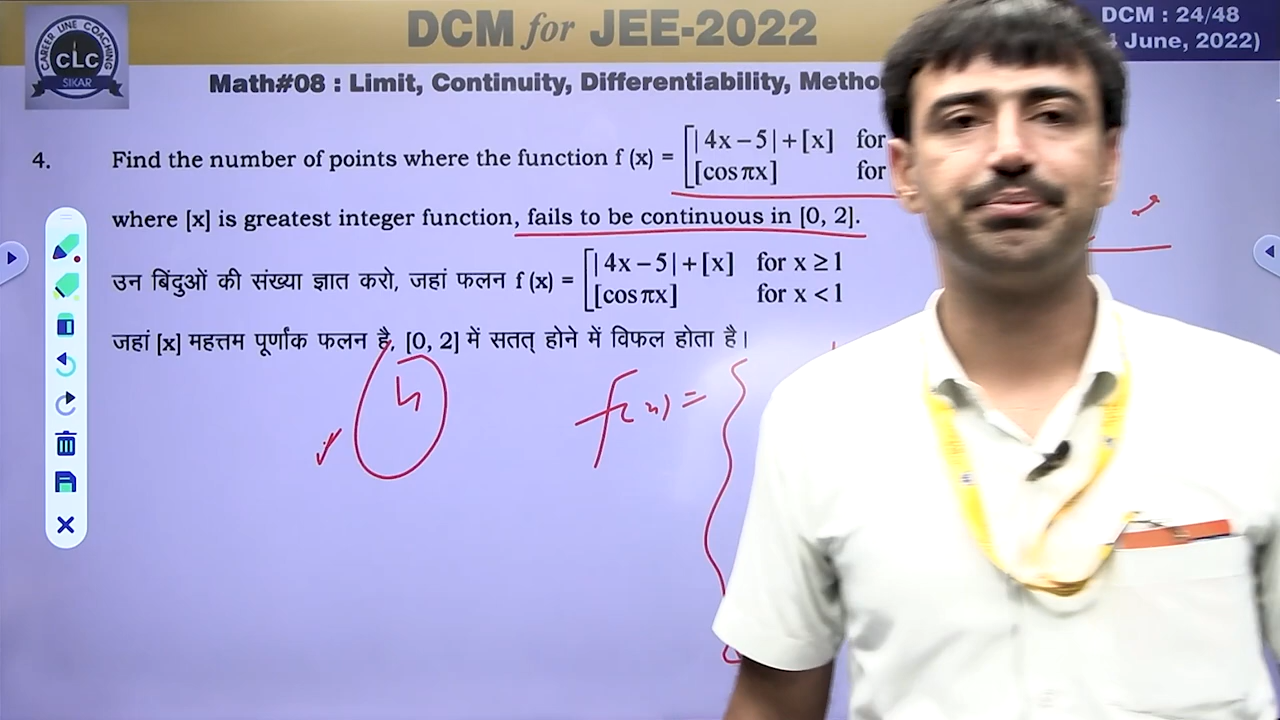 CAREER LINE COACHING
CLC
SIKAR
DCM for JEE-2022
DCM : 24/48
June, 2022)
Math#08 : Limit, Continuity, Differentiability,
4. Find the number of points where the function f (x) = [|4x – 5| + [x] for
[[cos πx] for
where [x] is greatest integer function, fails to be continuous in [0, 2].
उन बिंदुओं की संख्या ज्ञात करो, जहां फलन f (x) = [|4x – 5| + [x] for x ≥ 1
[[cos πx] for x < 1
जहां [x] महत्तम पूर्णांक फलन है, [0, 2] में सतत् होने में विफल होता है।
f(x) = {